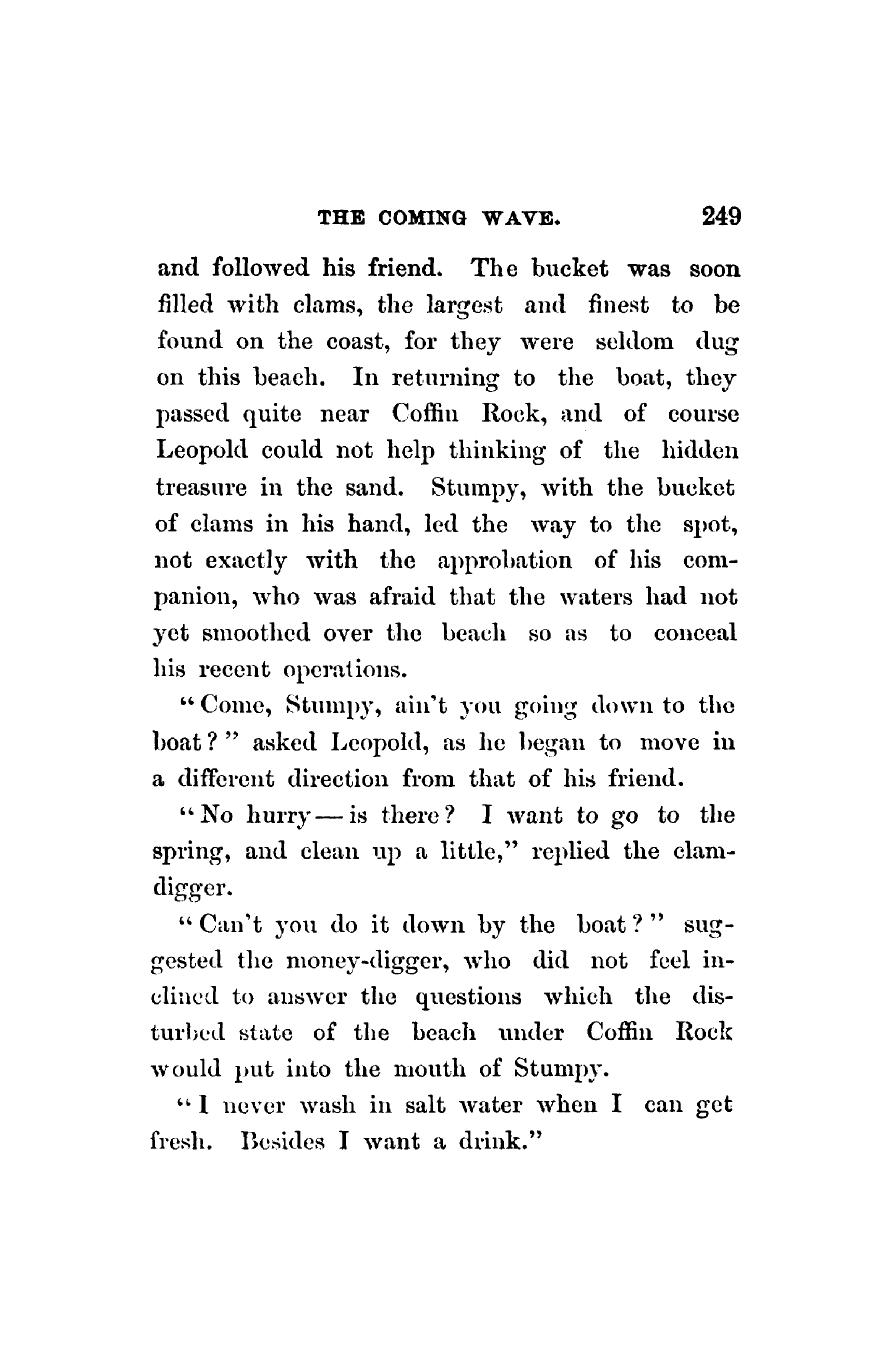 THE COMING WAVE. 249
and followed his friend. The bucket was soon
filled with clams, the largest and finest to be
found on the coast, for they were seldom dug
on this beach. In returning to the boat, they
passed quite near Coffin Rock, and of course
Leopold could not help thinking of the hidden
treasure in the sand. Stumpy, with the bucket
of clams in his hand, led the way to the spot,
not exactly with the approbation of his com-
panion, who was afraid that the waters had not
yet smoothed over the beach so as to conceal
his recent operations.
“Come, Stumpy, ain't you going down to the
boat?” asked Leopold, as he began to move in
a different direction from that of his friend.
“No hurry — is there? I want to go to the
spring, and clean up a little,” replied the clam-
digger.
“Can't you do it down by the boat?” sug-
gested the money-digger, who did not feel in-
clined to answer the questions which the dis-
turbed state of the beach under Coffin Rock
would put into the mouth of Stumpy.
“I never wash in salt water when I can get
fresh. Besides I want a drink.”